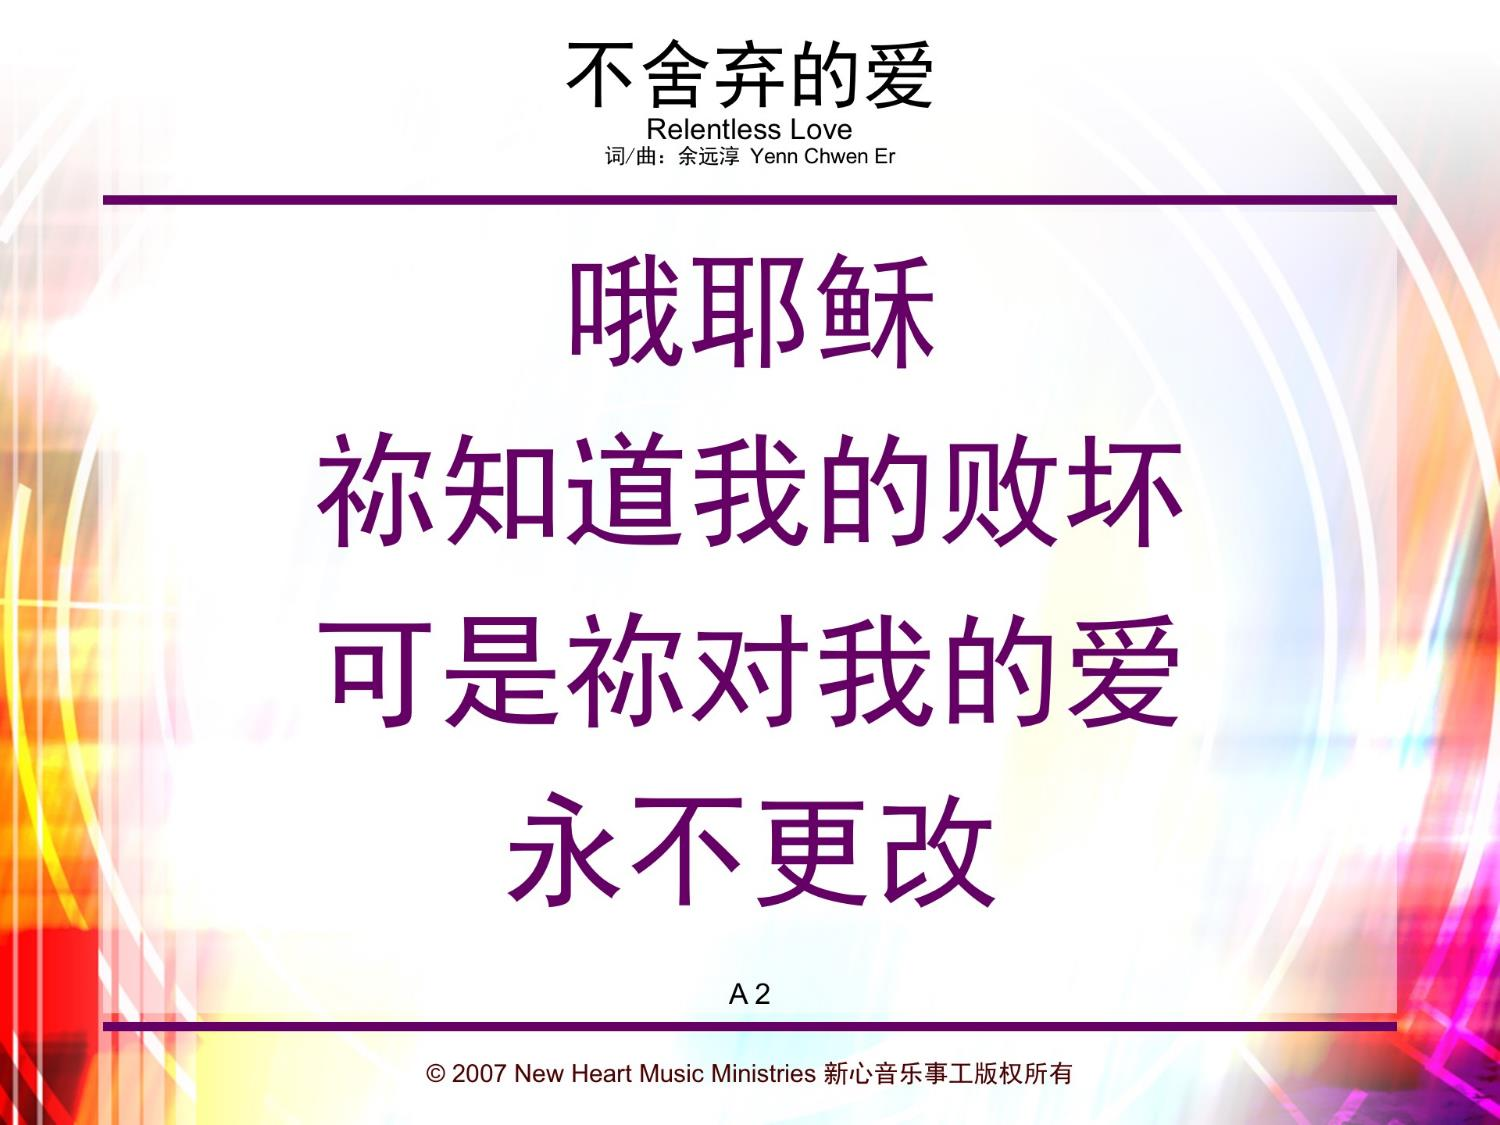 不舍弃的爱
Relentless Love
词/曲：余远淳 Yenn Chwen Er
哦耶稣
祢知道我的败坏
可是祢对我的爱
永不更改
A 2
© 2007 New Heart Music Ministries 新心音乐事工版权所有